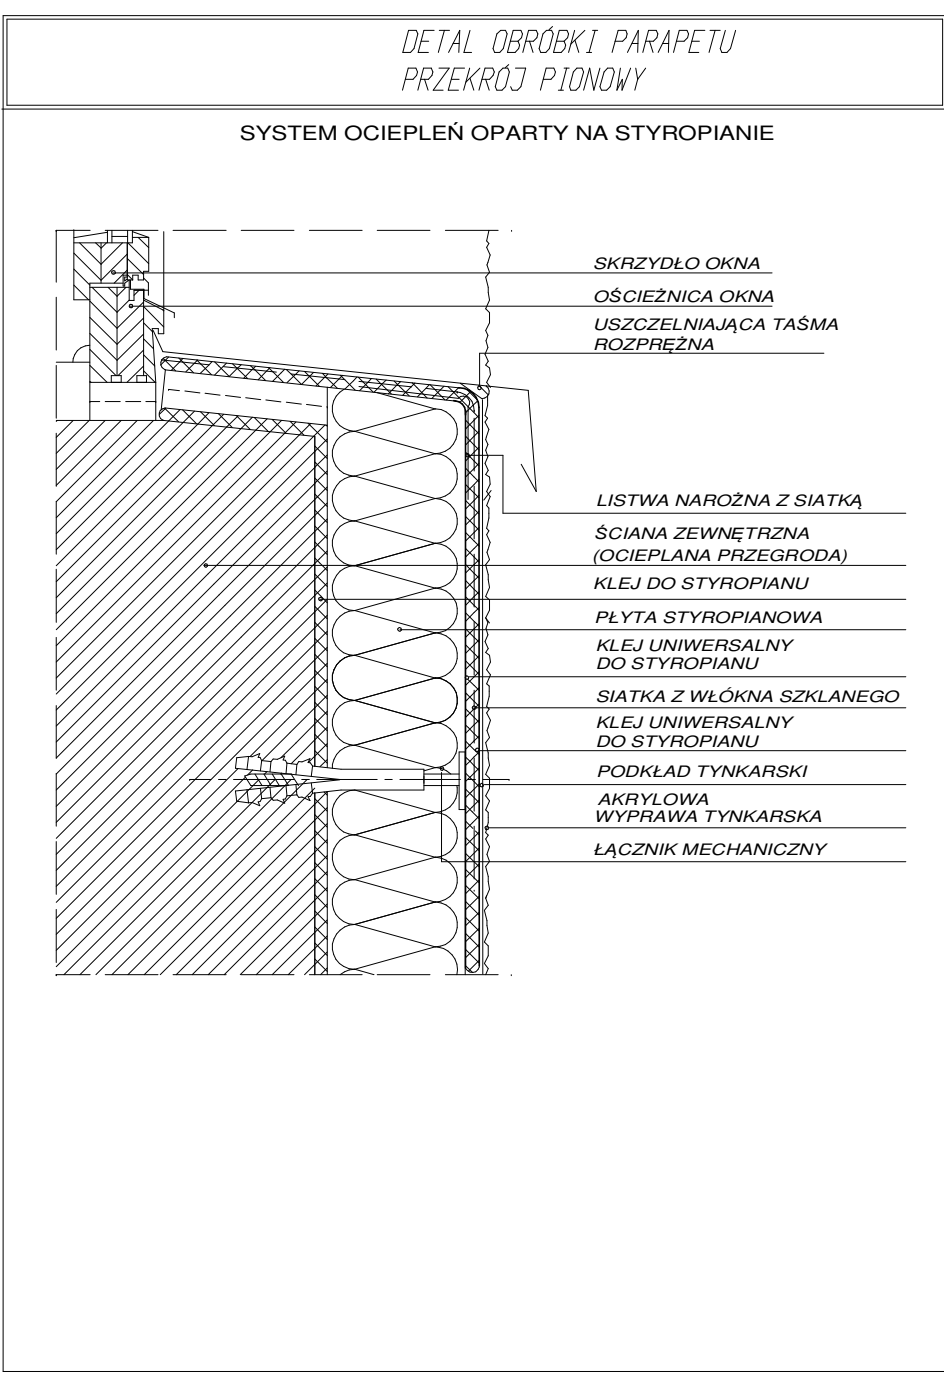 DETAL OBRÓBKI PARAPETU
PRZEKRÓJ PIONOWY
SYSTEM OCIEPLEŃ OPARTY NA STYROPIANIE
SKRZYDŁO OKNA
OŚCIEŻNICA OKNA
USZCZELNIAJĄCA TAŚMA
ROZPRĘŻNA
LISTWA NAROŻNA Z SIATKĄ
ŚCIANA ZEWNĘTRZNA
(OCIEPLANA PRZEGRODA)
KLEJ DO STYROPIANU
PŁYTA STYROPIANOWA
KLEJ UNIWERSALNY
DO STYROPIANU
SIATKA Z WŁÓKNA SZKLANEGO
KLEJ UNIWERSALNY
DO STYROPIANU
PODKŁAD TYNKARSKI
AKRYLOWA
WYPRAWA TYNKARSKA
ŁĄCZNIK MECHANICZNY